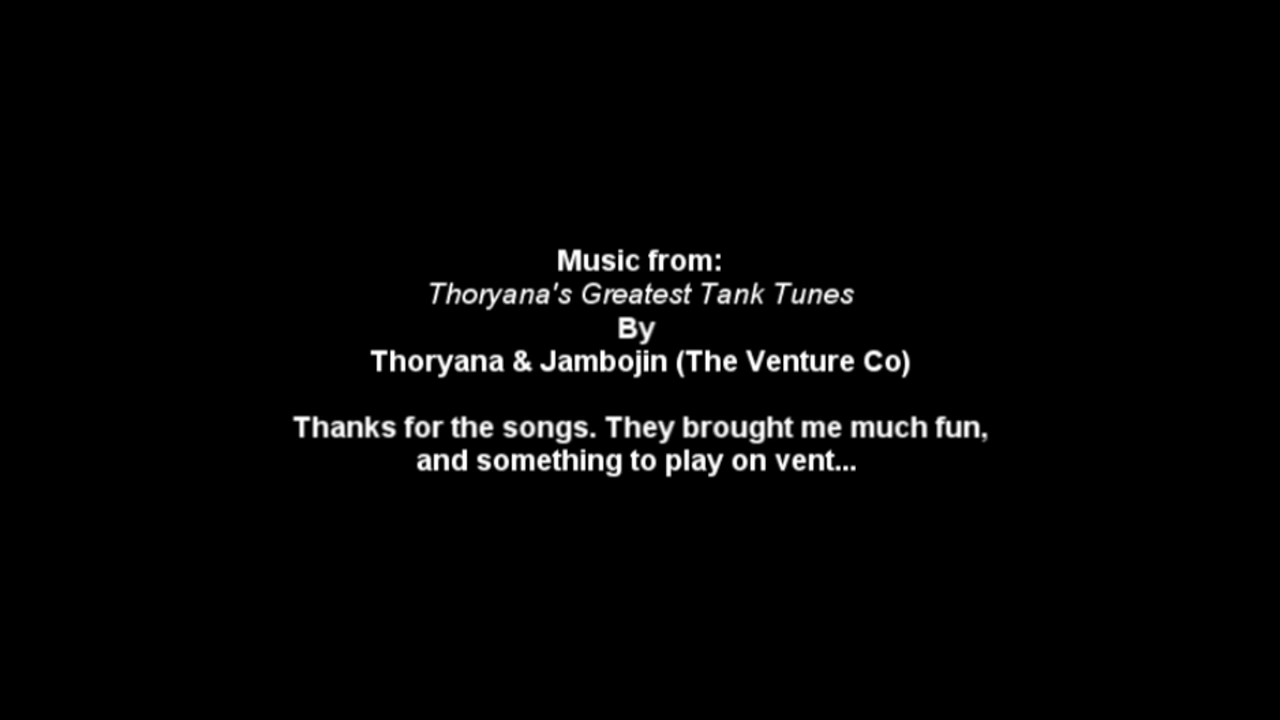 Music from:
Thoryana's Greatest Tank Tunes
By
Thoryana & Jambojin (The Venture Co)
Thanks for the songs. They brought me much fun,
and something to play on vent...